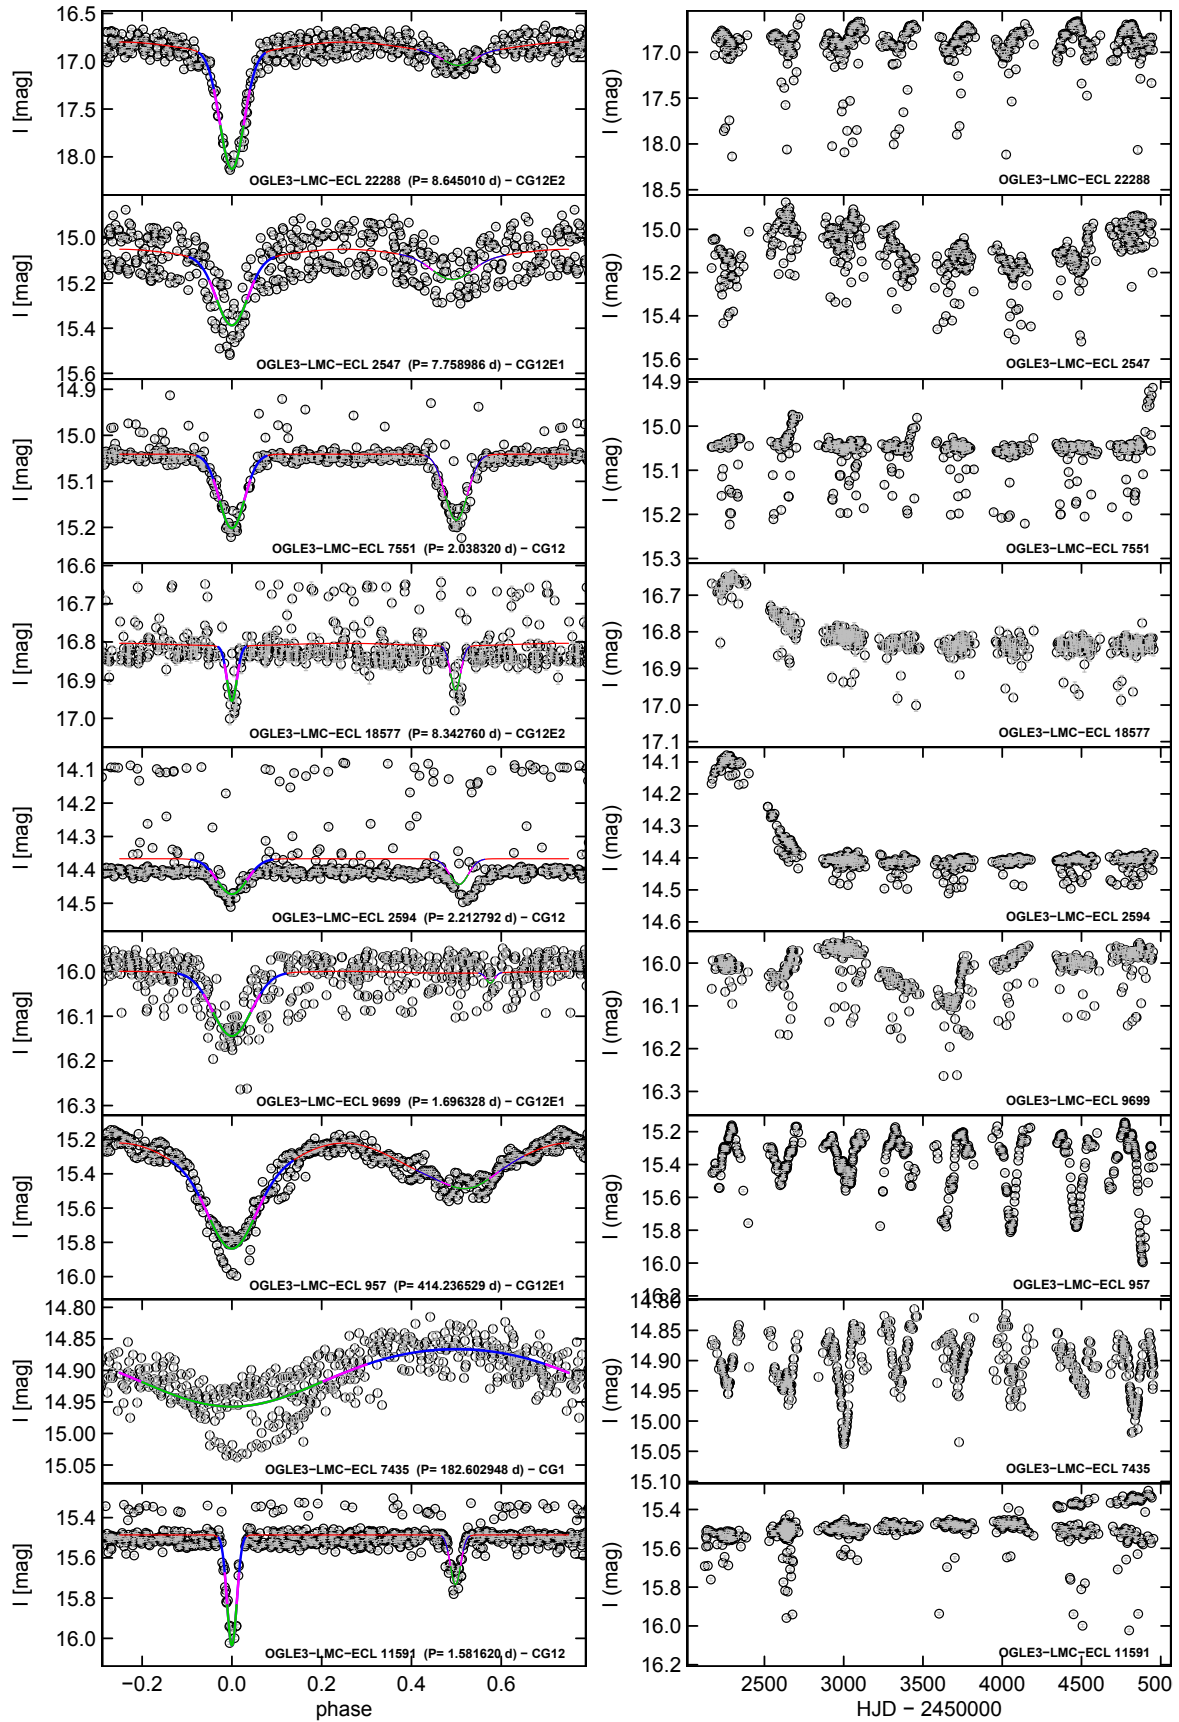 16.5
17.0
17.5
18.0
I [mag]
OGLE3−LMC−ECL 22288 (P= 8.645010 d) − CG12E2
17.0
17.5
18.0
18.5
I (mag)
OGLE3−LMC−ECL 22288
15.0
15.2
15.4
15.6
I [mag]
OGLE3−LMC−ECL 2547 (P= 7.758986 d) − CG12E1
15.0
15.2
15.4
15.6
I (mag)
OGLE3−LMC−ECL 2547
14.9
15.0
15.1
15.2
I [mag]
OGLE3−LMC−ECL 7551 (P= 2.038320 d) − CG12
14.9
15.0
15.1
15.2
15.3
I (mag)
OGLE3−LMC−ECL 7551
16.6
16.7
16.8
16.9
17.0
I [mag]
OGLE3−LMC−ECL 18577 (P= 8.342760 d) − CG12E2
16.7
16.8
16.9
17.0
17.1
I (mag)
OGLE3−LMC−ECL 18577
14.1
14.2
14.3
14.4
14.5
I [mag]
OGLE3−LMC−ECL 2594 (P= 2.212792 d) − CG12
14.1
14.2
14.3
14.4
14.5
14.6
I (mag)
OGLE3−LMC−ECL 2594
16.0
16.1
16.2
16.3
I [mag]
OGLE3−LMC−ECL 9699 (P= 1.696328 d) − CG12E1
16.0
16.1
16.2
16.3
I (mag)
OGLE3−LMC−ECL 9699
15.2
15.4
15.6
15.8
16.0
I [mag]
OGLE3−LMC−ECL 957 (P= 414.236529 d) − CG12E1
15.2
15.4
15.6
15.8
16.0
16.2
I (mag)
OGLE3−LMC−ECL 957
14.80
14.85
14.90
14.95
15.00
15.05
I [mag]
OGLE3−LMC−ECL 7435 (P= 182.602948 d) − CG1
14.80
14.85
14.90
14.95
15.00
15.05
15.10
I (mag)
OGLE3−LMC−ECL 7435
15.4
15.6
15.8
16.0
I [mag]
OGLE3−LMC−ECL 11591 (P= 1.581620 d) − CG12
15.4
15.6
15.8
16.0
16.2
I (mag)
OGLE3−LMC−ECL 11591
−0.2 0.0 0.2 0.4 0.6
phase
2500 3000 3500 4000 4500 500
HJD − 2450000